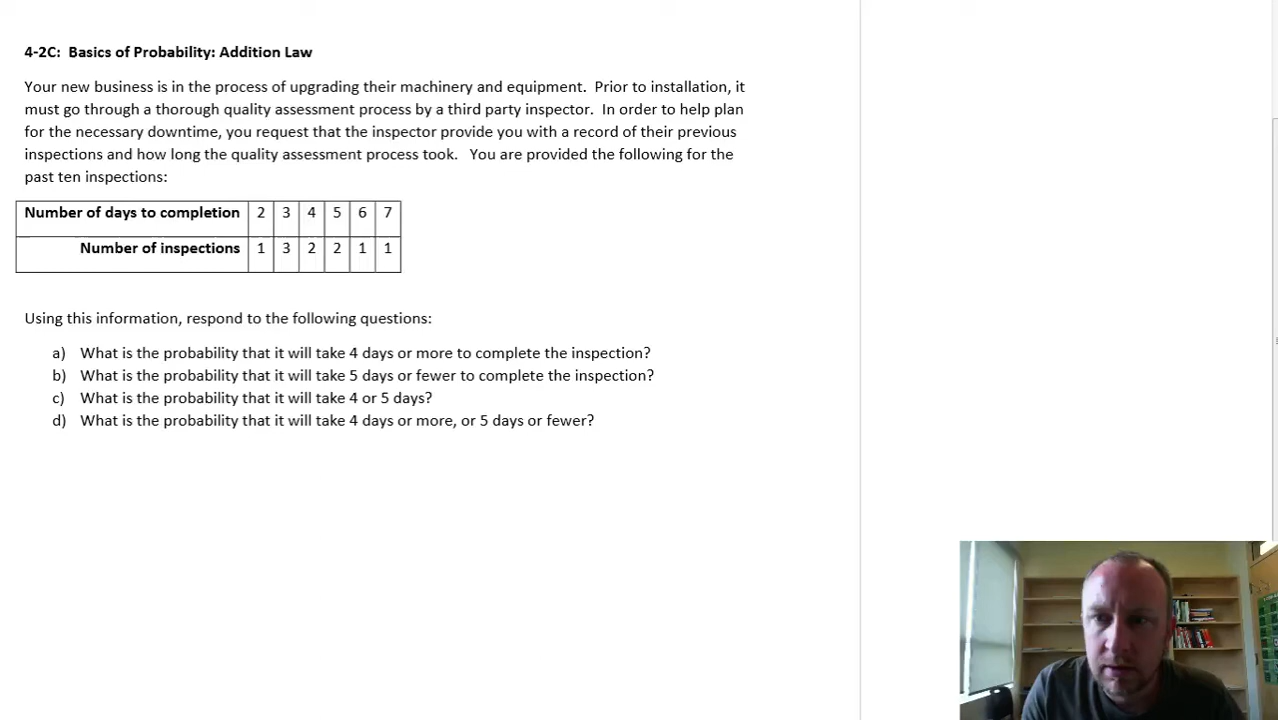 4-2C: Basics of Probability: Addition Law
Your new business is in the process of upgrading their machinery and equipment. Prior to installation, it
must go through a thorough quality assessment process by a third party inspector. In order to help plan
for the necessary downtime, you request that the inspector provide you with a record of their previous
inspections and how long the quality assessment process took. You are provided the following for the
past ten inspections:
Number of days to completion 2 3 4 5 6 7
Number of inspections 1 3 2 2 1 1
Using this information, respond to the following questions:
a) What is the probability that it will take 4 days or more to complete the inspection?
b) What is the probability that it will take 5 days or fewer to complete the inspection?
c) What is the probability that it will take 4 or 5 days?
d) What is the probability that it will take 4 days or more, or 5 days or fewer?